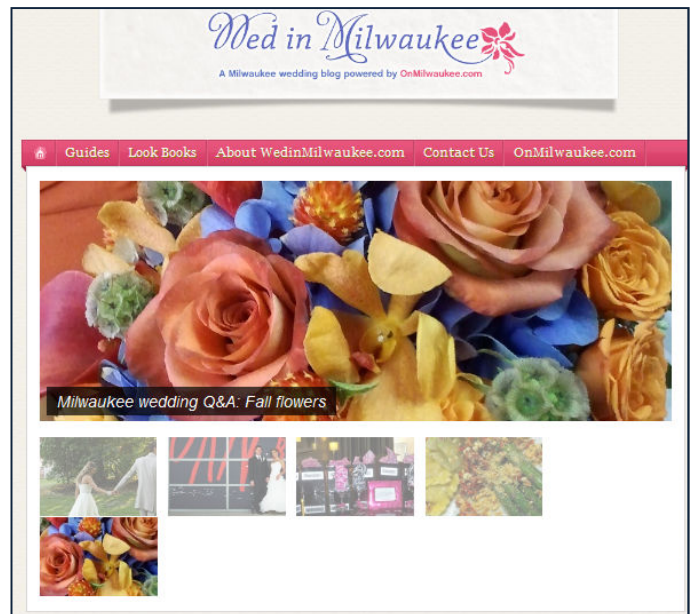 Wed in Milwaukee
A Milwaukee wedding blog powered by OnMilwaukee.com
Guides Look Books About WedinMilwaukee.com Contact Us OnMilwaukee.com
Milwaukee wedding Q&A: Fall flowers